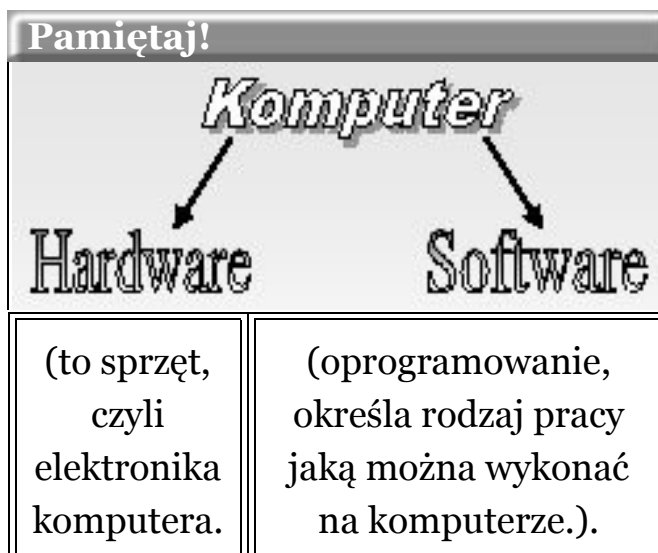 Pamiętaj!
Komputer
Hardware Software
(to sprzęt,
czyli
elektronika
komputera.
(oprogramowanie,
określa rodzaj pracy
jaką można wykonać
na komputerze.).